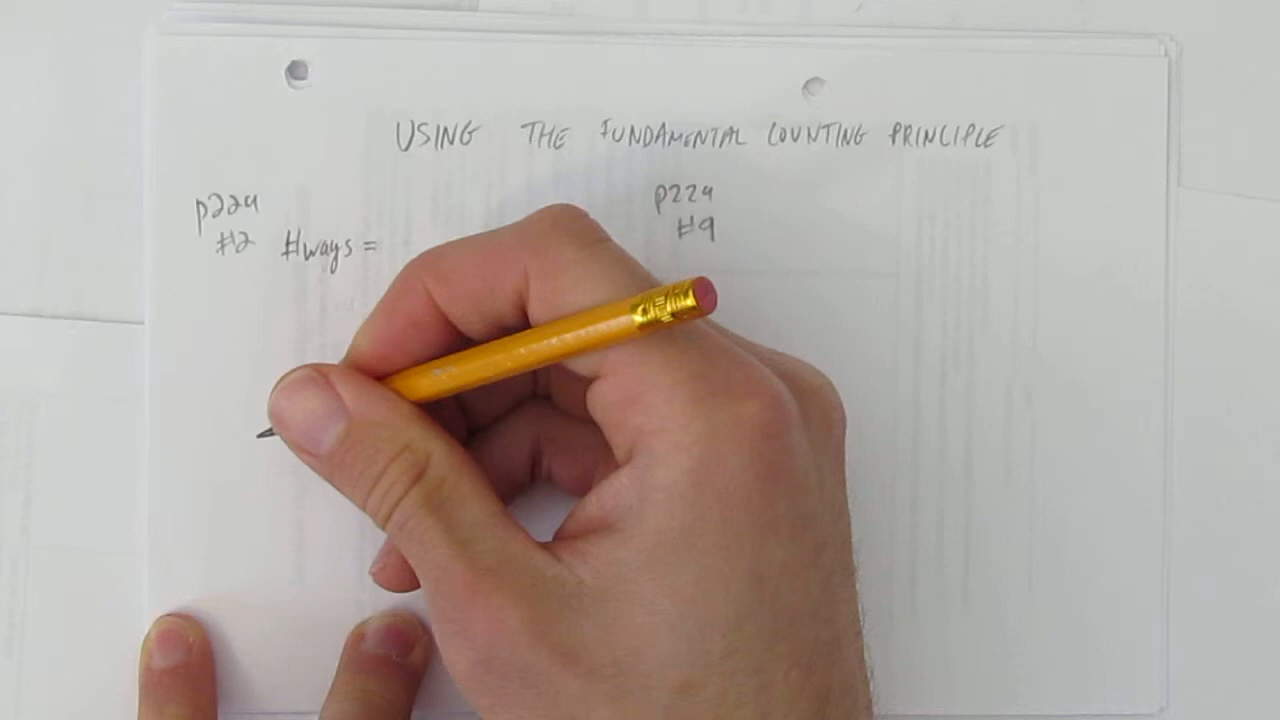 USING THE FUNDAMENTAL COUNTING PRINCIPLE
p224
#2 #ways =
p224
#9